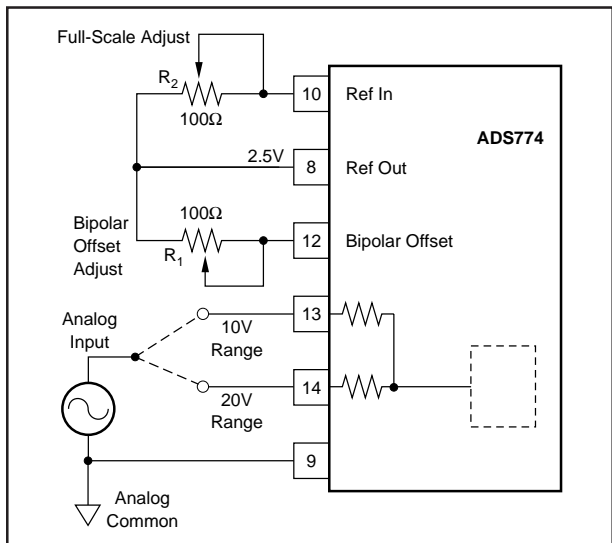 Full-Scale Adjust
R2
100Ω
10
Ref In
ADS774
2.5V
8
Ref Out
Bipolar
Offset
Adjust
100Ω
R1
12
Bipolar Offset
Analog
Input
10V
Range
13
20V
Range
14
9
Analog
Common